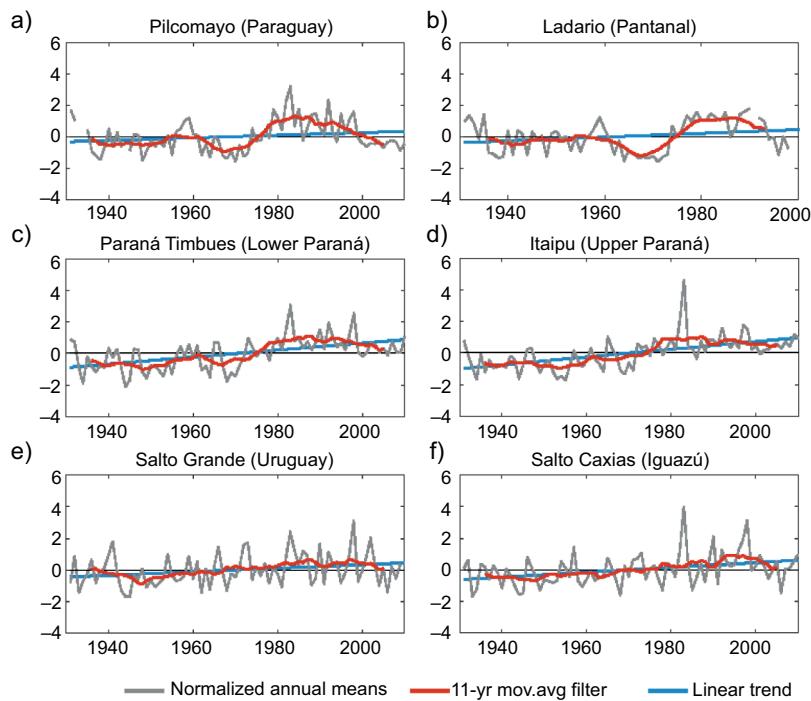 a) Pilcomayo (Paraguay)
6
4
2
0
–2
–4
1940 1960 1980 2000
b) Ladario (Pantanal)
6
4
2
0
–2
–4
1940 1960 1980 2000
c) Paraná Timbues (Lower Paraná)
6
4
2
0
–2
–4
1940 1960 1980 2000
d) Itaipu (Upper Paraná)
6
4
2
0
–2
–4
1940 1960 1980 2000
e) Salto Grande (Uruguay)
6
4
2
0
–2
–4
1940 1960 1980 2000
f) Salto Caxias (Iguazú)
6
4
2
0
–2
–4
1940 1960 1980 2000
Normalized annual means 11-yr mov.avg filter Linear trend